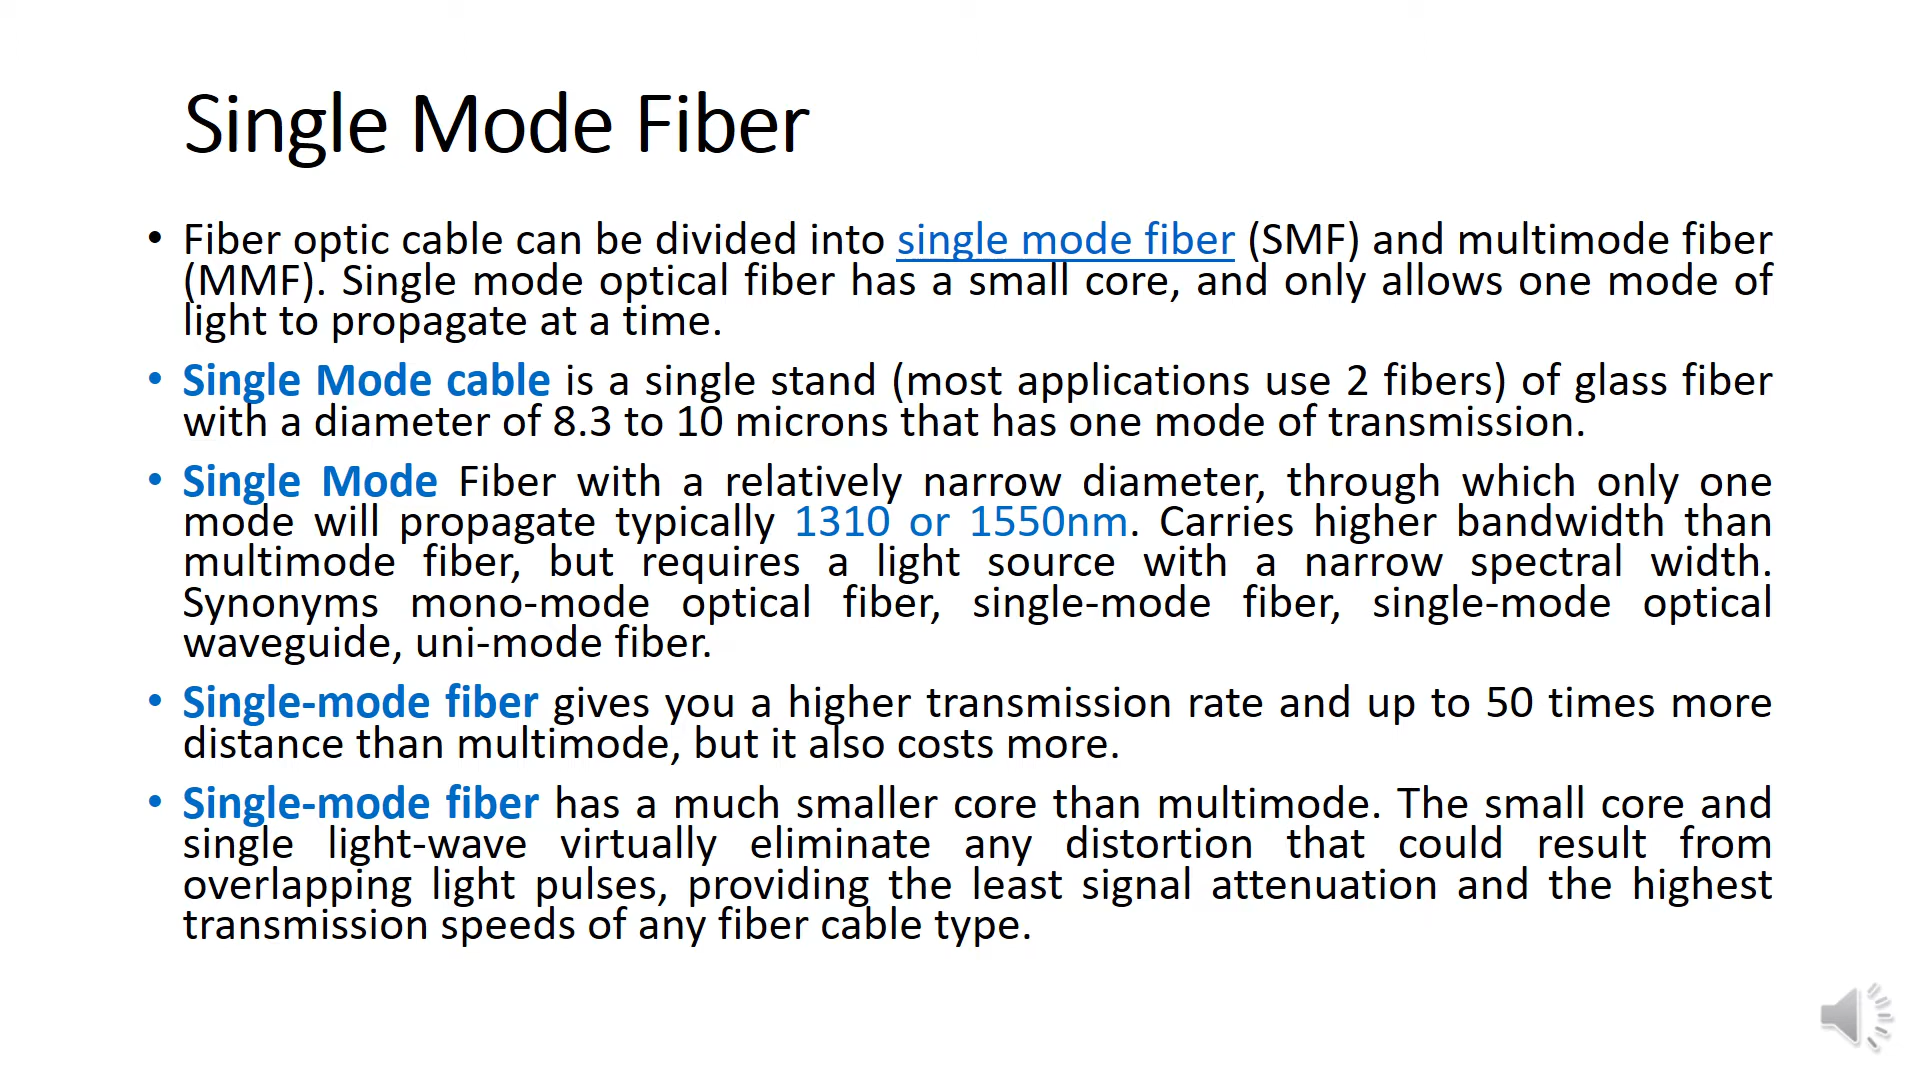 Single Mode Fiber
• Fiber optic cable can be divided into single mode fiber (SMF) and multimode fiber
(MMF). Single mode optical fiber has a small core, and only allows one mode of
light to propagate at a time.
• Single Mode cable is a single stand (most applications use 2 fibers) of glass fiber
with a diameter of 8.3 to 10 microns that has one mode of transmission.
• Single Mode Fiber with a relatively narrow diameter, through which only one
mode will propagate typically 1310 or 1550nm. Carries higher bandwidth than
multimode fiber, but requires a light source with a narrow spectral width.
Synonyms mono-mode optical fiber, single-mode fiber, single-mode optical
waveguide, uni-mode fiber.
• Single-mode fiber gives you a higher transmission rate and up to 50 times more
distance than multimode, but it also costs more.
• Single-mode fiber has a much smaller core than multimode. The small core and
single light-wave virtually eliminate any distortion that could result from
overlapping light pulses, providing the least signal attenuation and the highest
transmission speeds of any fiber cable type.